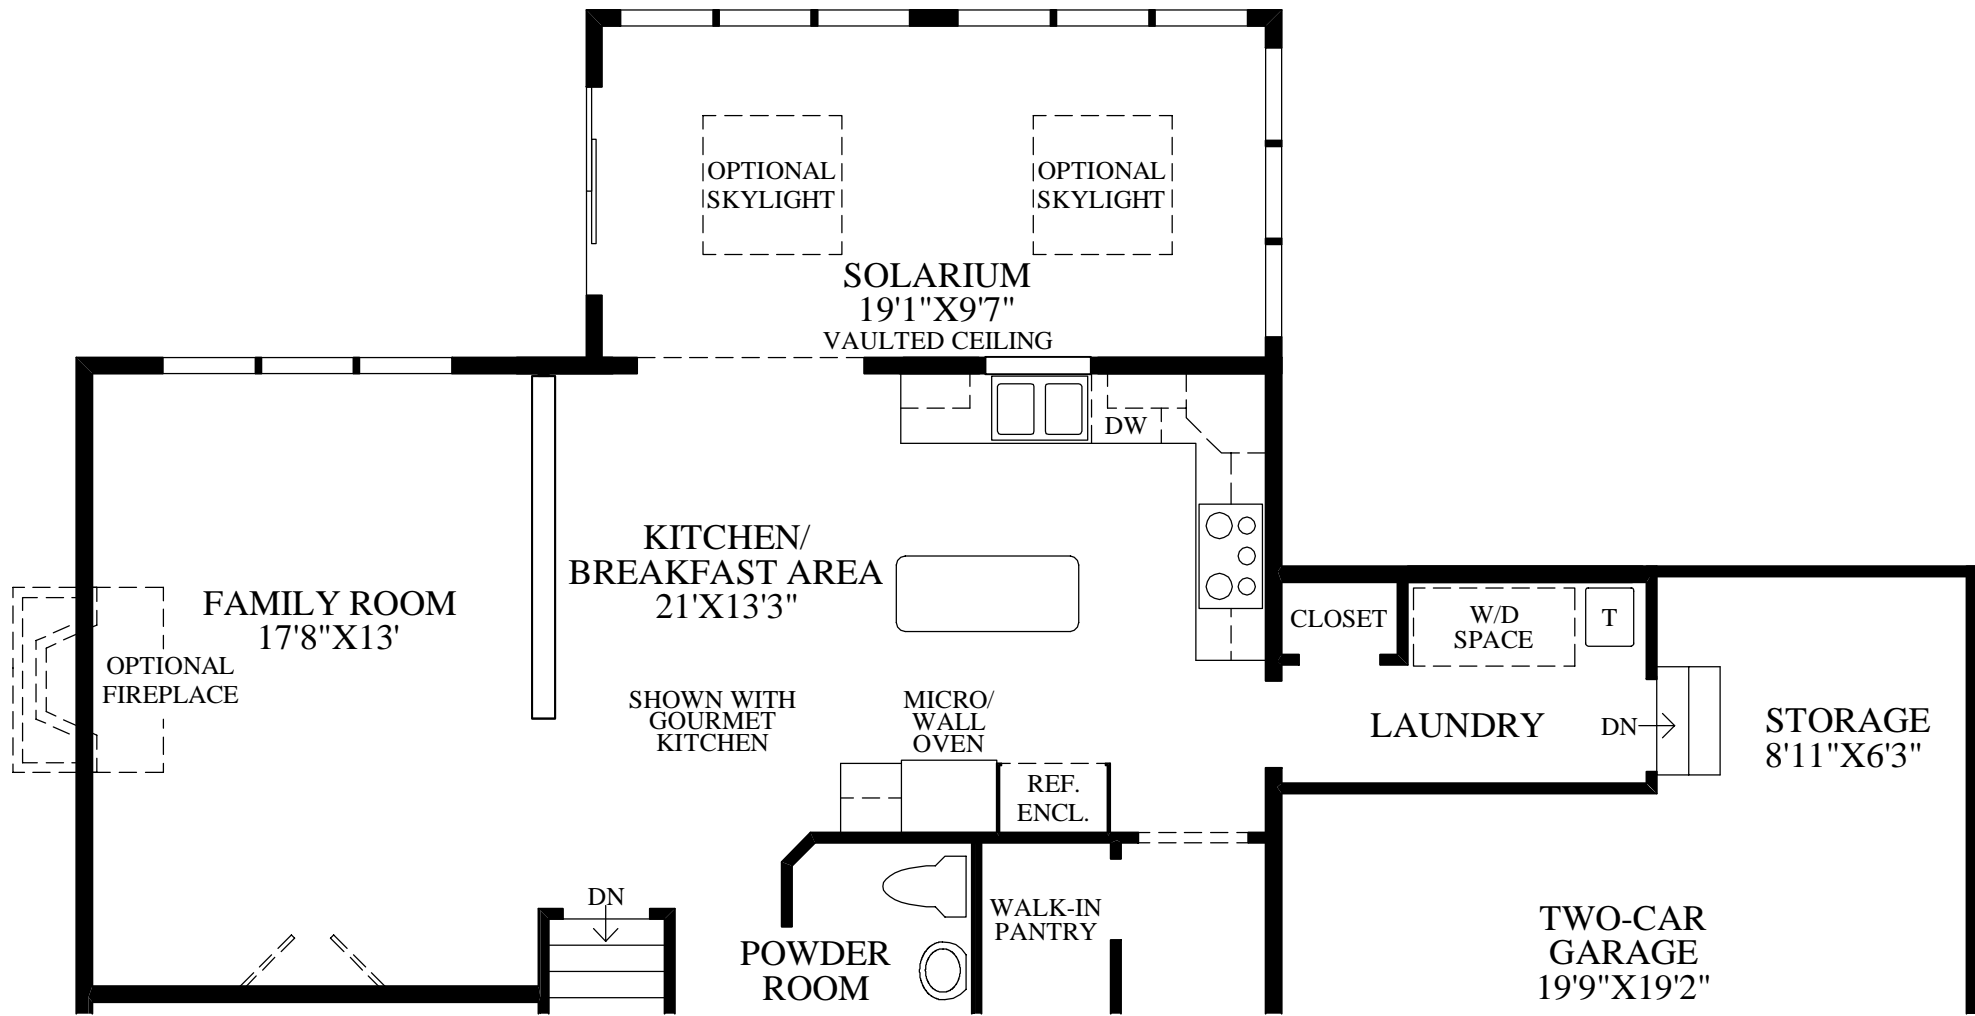 OPTIONAL
SKYLIGHT
OPTIONAL
SKYLIGHT
SOLARIUM
19'1"X9'7"
VAULTED CEILING
DW
KITCHEN/
BREAKFAST AREA
21'X13'3"
FAMILY ROOM
17'8"X13'
OPTIONAL
FIREPLACE
CLOSET
W/D
SPACE
T
SHOWN WITH
GOURMET
KITCHEN
MICRO/
WALL
OVEN
LAUNDRY
DN
STORAGE
8'11"X6'3"
REF.
ENCL.
DN
POWDER
ROOM
WALK-IN
PANTRY
TWO-CAR
GARAGE
19'9"X19'2"